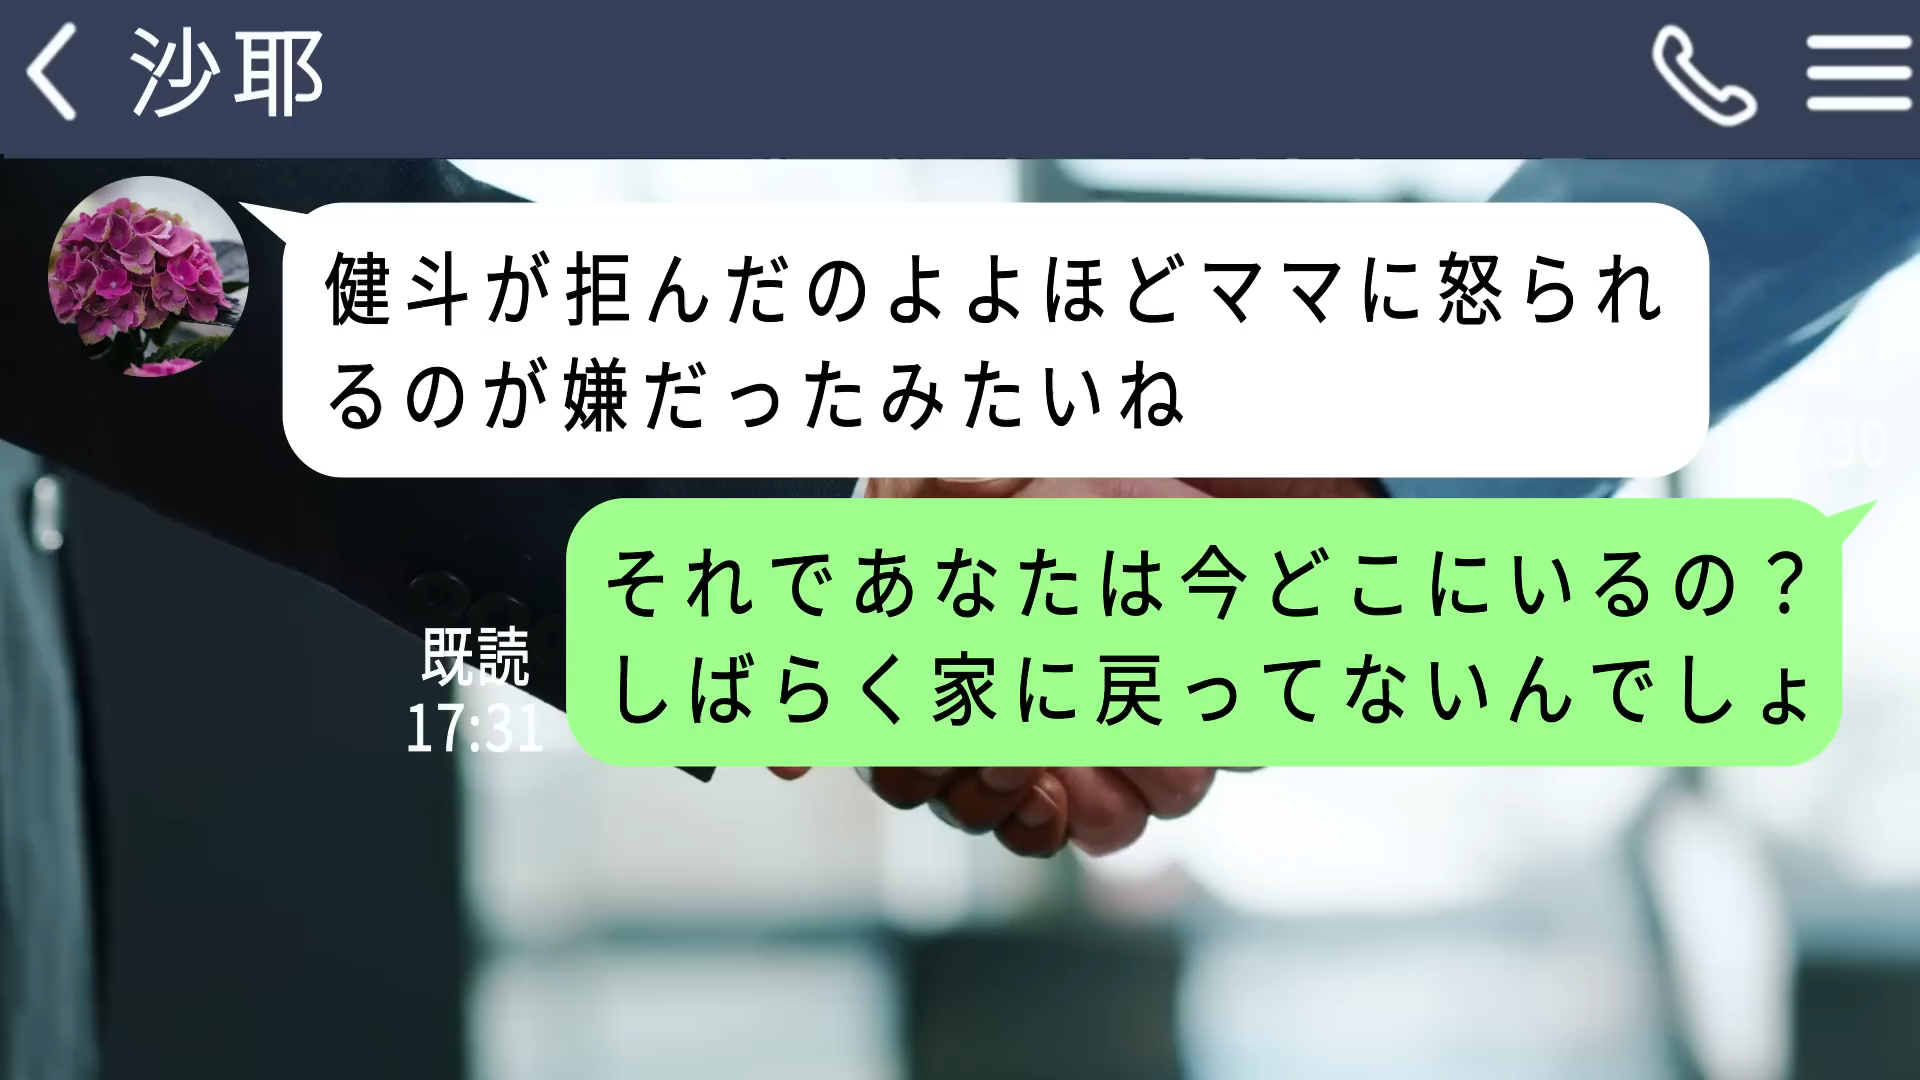 沙耶
健斗が拒んだのよよほどママに怒られ
るのが嫌だったみたいね
:30
それであなたは今どこにいるの？
しばらく家に戻ってないんでしょ
既読
17:31